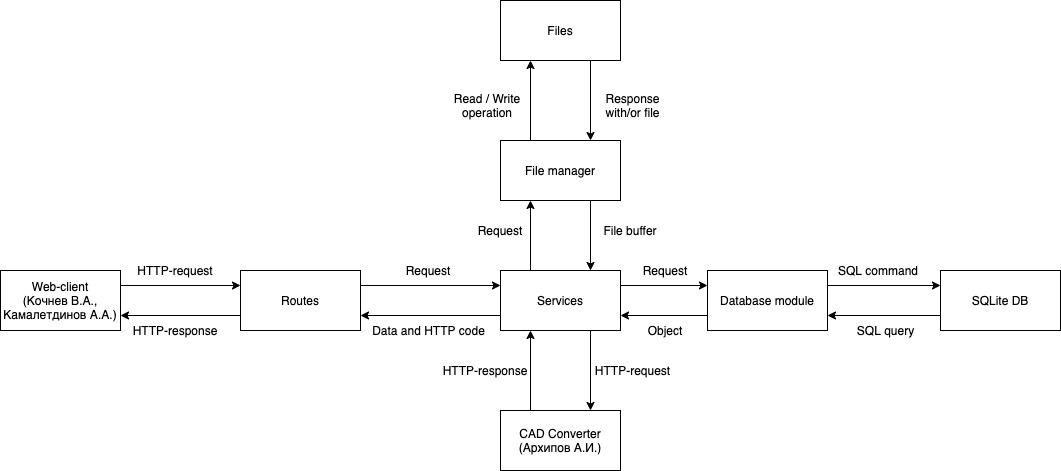 Files
Read / Write
operation
Response
with/or file
File manager
Request
File buffer
HTTP-request
Request
Request
SQL command
Web-client
(Кочнев В.А.,
Камалетдинов А.А.)
Routes
Services
Database module
SQLite DB
HTTP-response
Data and HTTP code
Object
SQL query
HTTP-response
HTTP-request
CAD Converter
(Архипов А.И.)